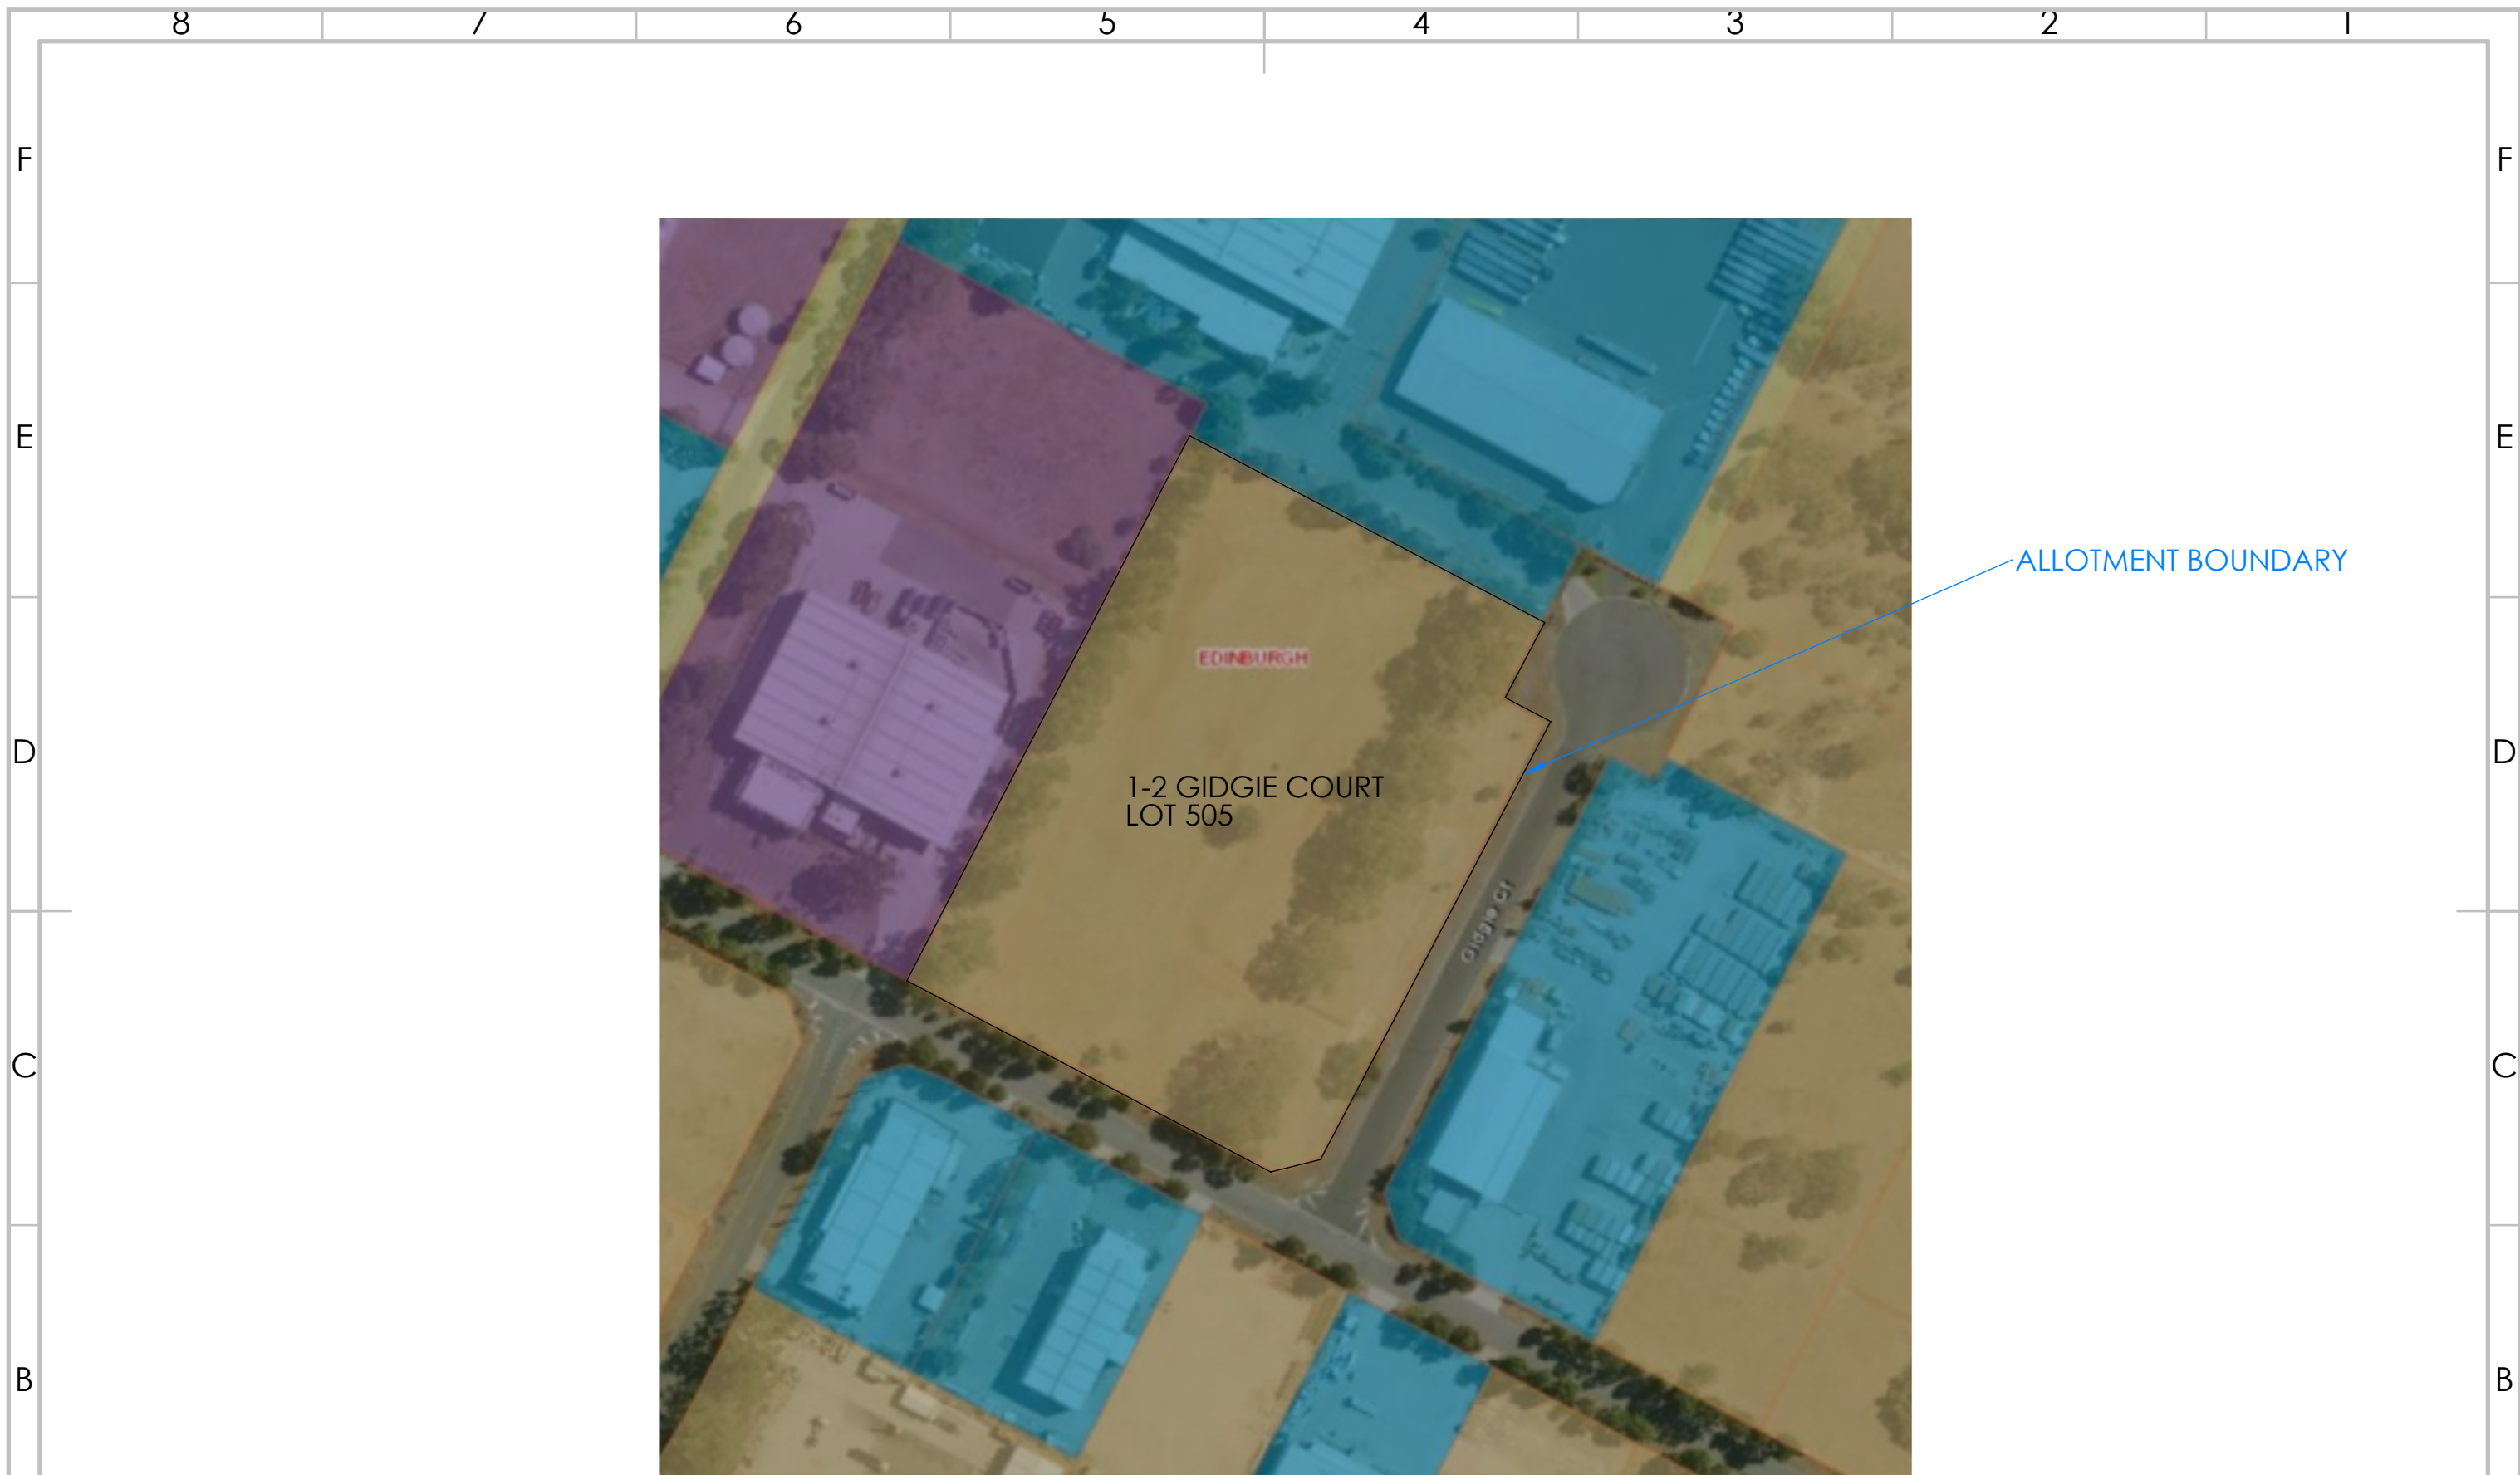 8 7 6 5 4 3 2 1
F F
E E
ALLOTMENT BOUNDARY
EDINBURGH
D D
1-2 GIDGIE COURT
LOT 505
Gidgie Ct
C C
B B